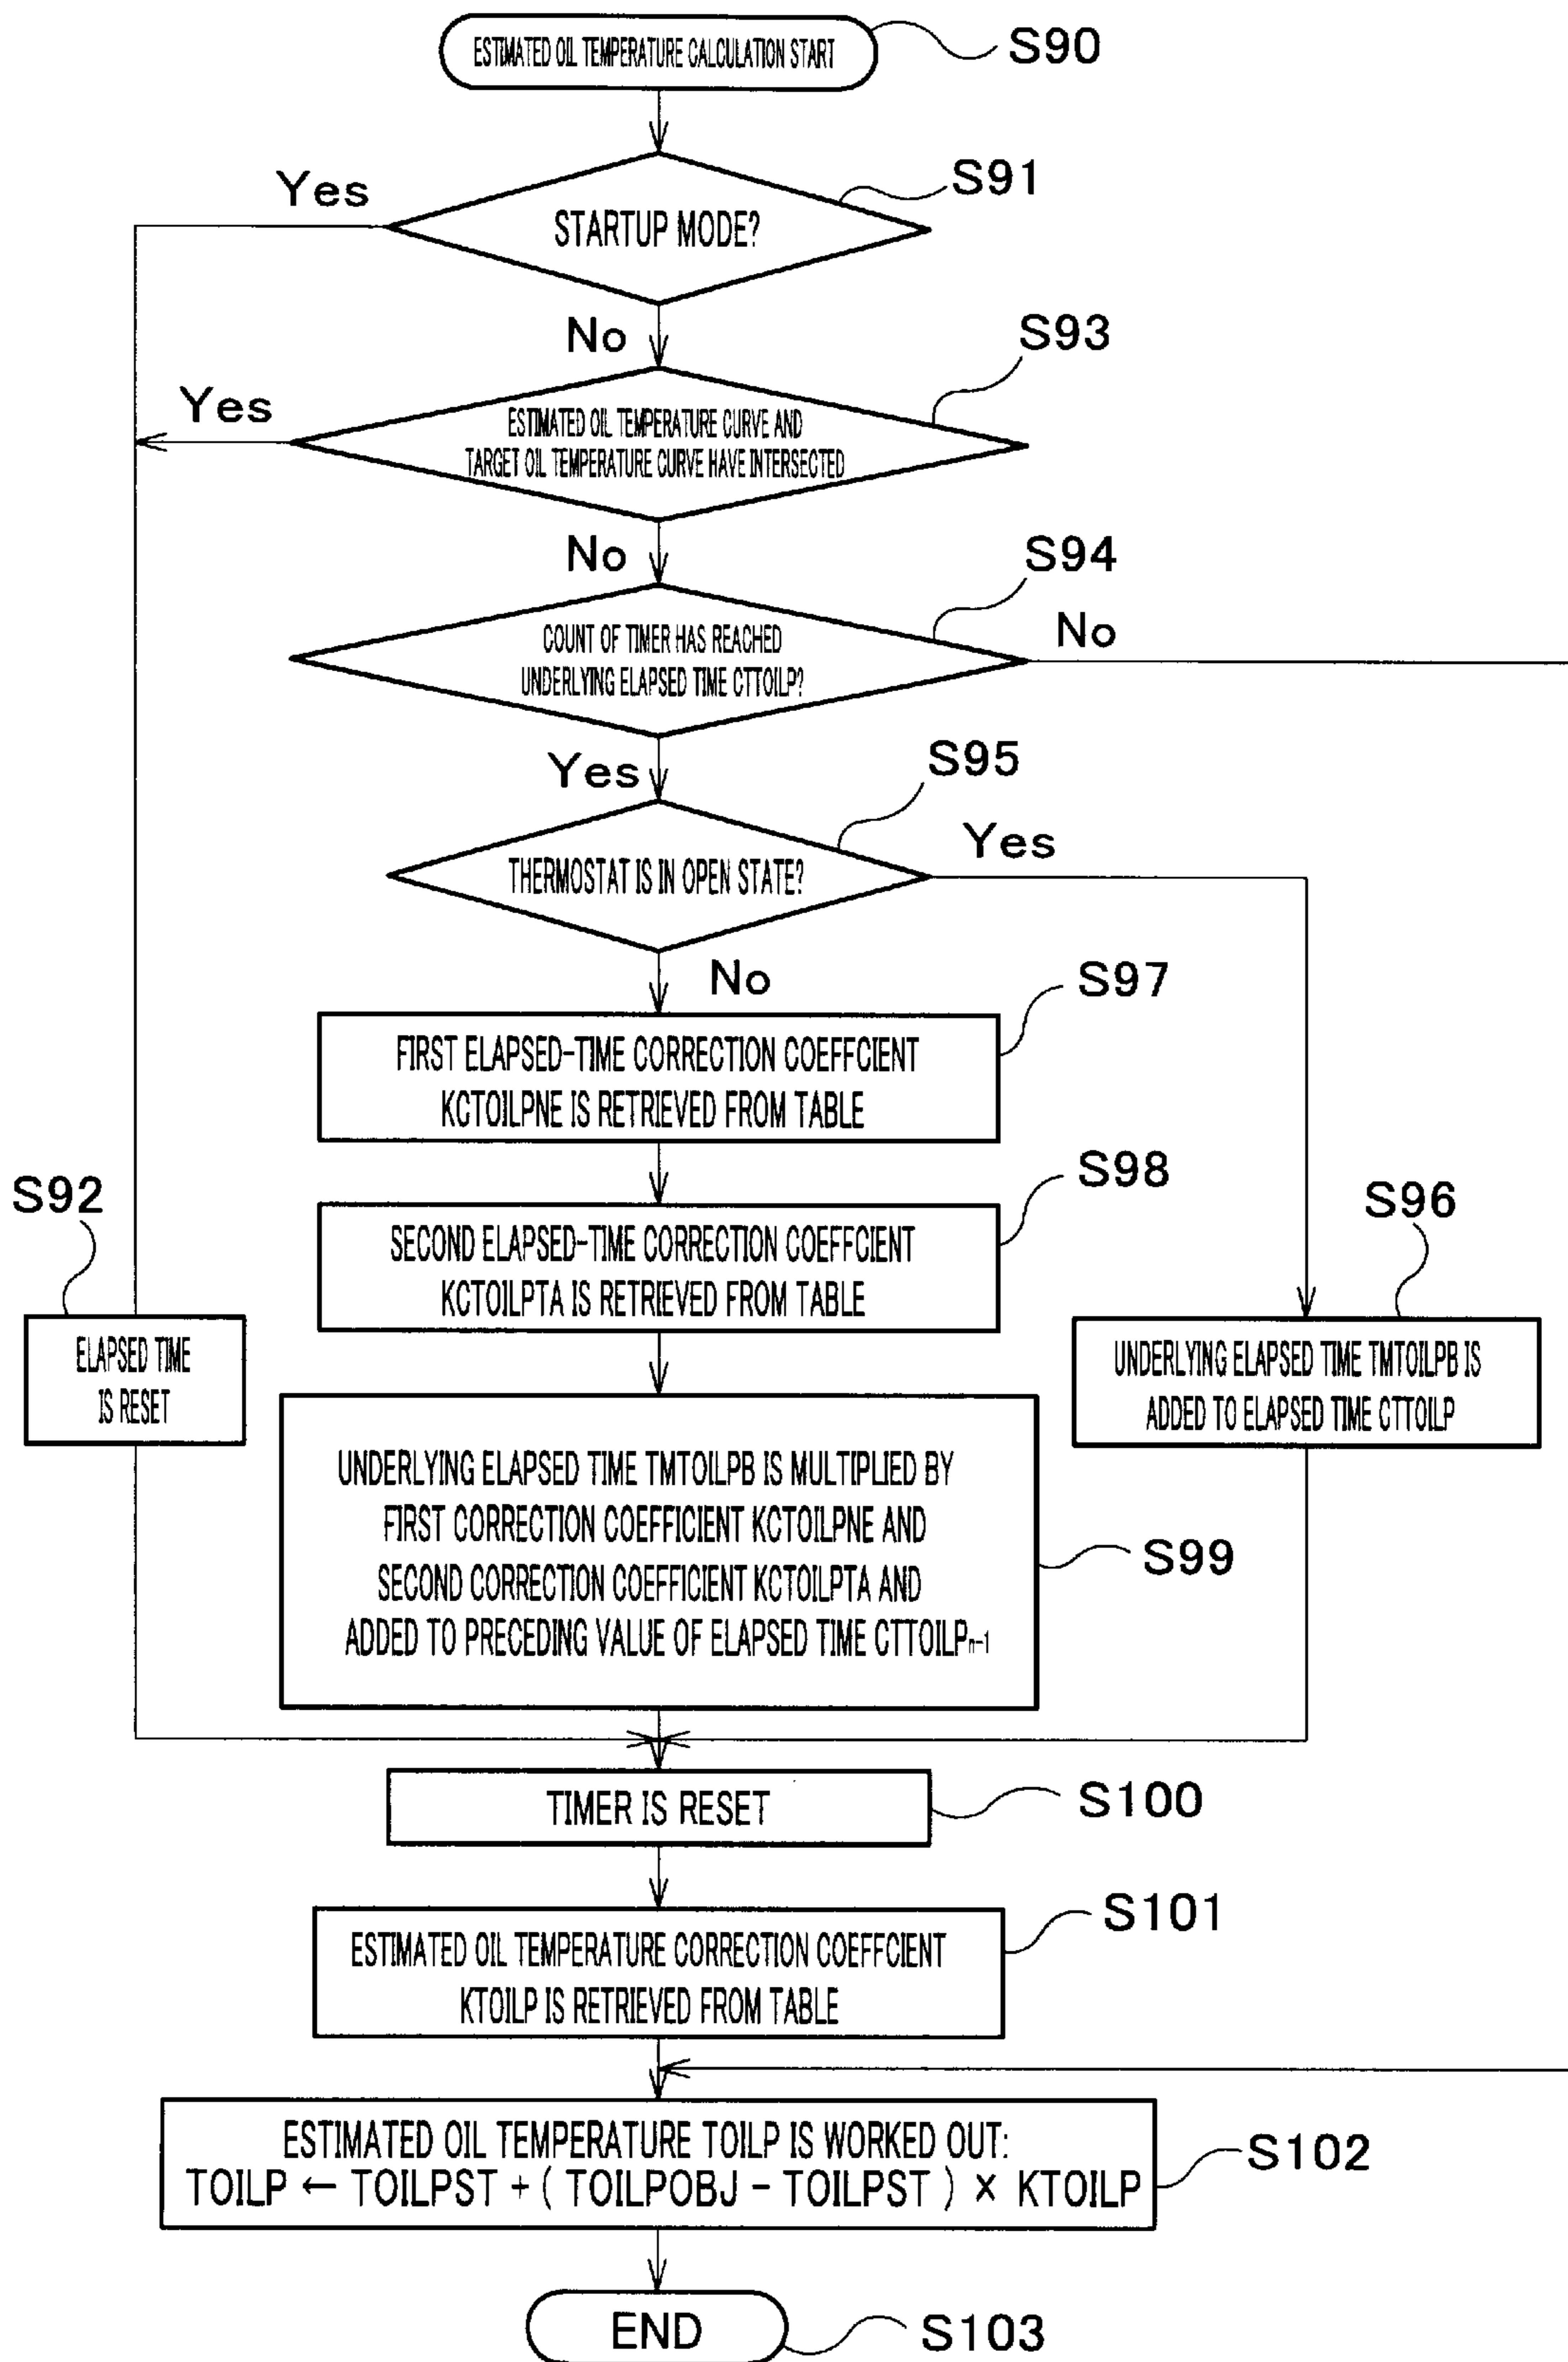 ESTIMATED OIL TEMPERATURE CALCULATION START
S90
Yes
STARTUP MODE?
S91
No
Yes
ESTIMATED OIL TEMPERATURE CURVE AND
TARGET OIL TEMPERATURE CURVE HAVE INTERSECTED
S93
No
COUNT OF TIMER HAS REACHED
UNDERLYING ELAPSED TIME CTTOILP?
S94
No
Yes
THERMOSTAT IS IN OPEN STATE?
S95
Yes
No
FIRST ELAPSED-TIME CORRECTION COEFFCIENT
KCTOILPNE IS RETRIEVED FROM TABLE
S97
SECOND ELAPSED-TIME CORRECTION COEFFCIENT
KCTOILPTA IS RETRIEVED FROM TABLE
S98
S92
ELAPSED TIME
IS RESET
S96
UNDERLYING ELAPSED TIME TMTOILPB IS
ADDED TO ELAPSED TIME CTTOILP
UNDERLYING ELAPSED TIME TMTOILPB IS MULTIPLIED BY
FIRST CORRECTION COEFFICIENT KCTOILPNE AND
SECOND CORRECTION COEFFICIENT KCTOILPTA AND
ADDED TO PRECEDING VALUE OF ELAPSED TIME CTTOILPn-1
S99
TIMER IS RESET
S100
ESTIMATED OIL TEMPERATURE CORRECTION COEFFCIENT
KTOILP IS RETRIEVED FROM TABLE
S101
ESTIMATED OIL TEMPERATURE TOILP IS WORKED OUT:
TOILP ← TOILPST + ( TOILPOBJ - TOILPST ) × KTOILP
S102
END
S103